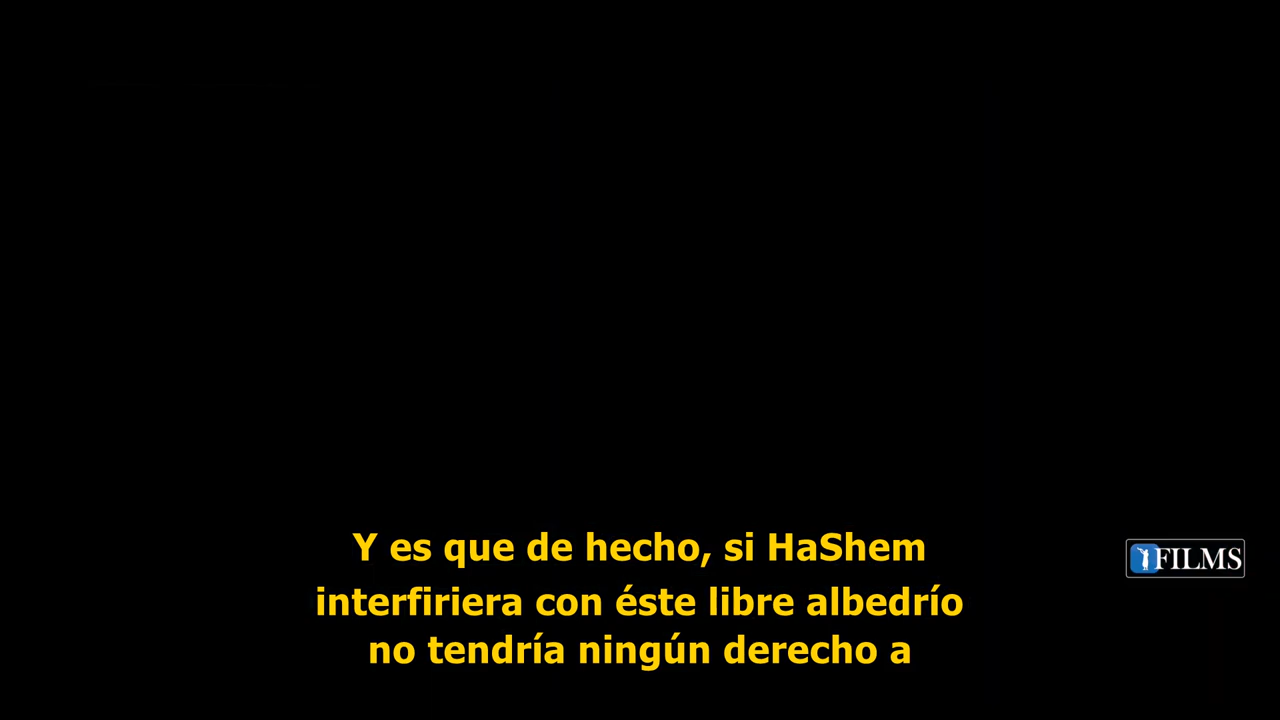 Y es que de hecho, si HaShem
interfiriera con éste libre albedrío
no tendría ningún derecho a
FILMS